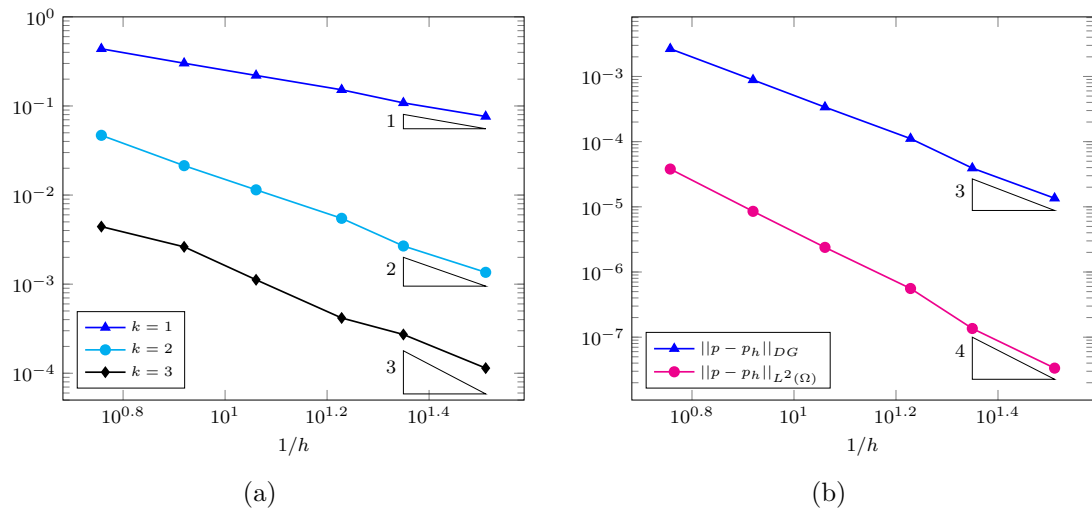 10^0
10^{-1}
10^{-2}
10^{-3}
10^{-4}
1
2
3
k = 1
k = 2
k = 3
10^{0.8}
10^1
10^{1.2}
10^{1.4}
1/h
(a)
10^{-3}
10^{-4}
10^{-5}
10^{-6}
10^{-7}
3
4
||p − p_h||_{DG}
||p − p_h||_{L^2(Ω)}
10^{0.8}
10^1
10^{1.2}
10^{1.4}
1/h
(b)